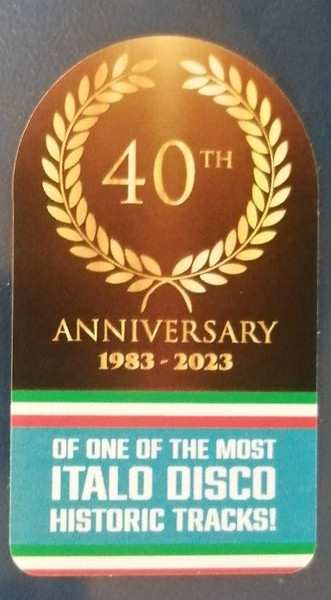 40TH
ANNIVERSARY
1983 - 2023
OF ONE OF THE MOST
ITALO DISCO
HISTORIC TRACKS!